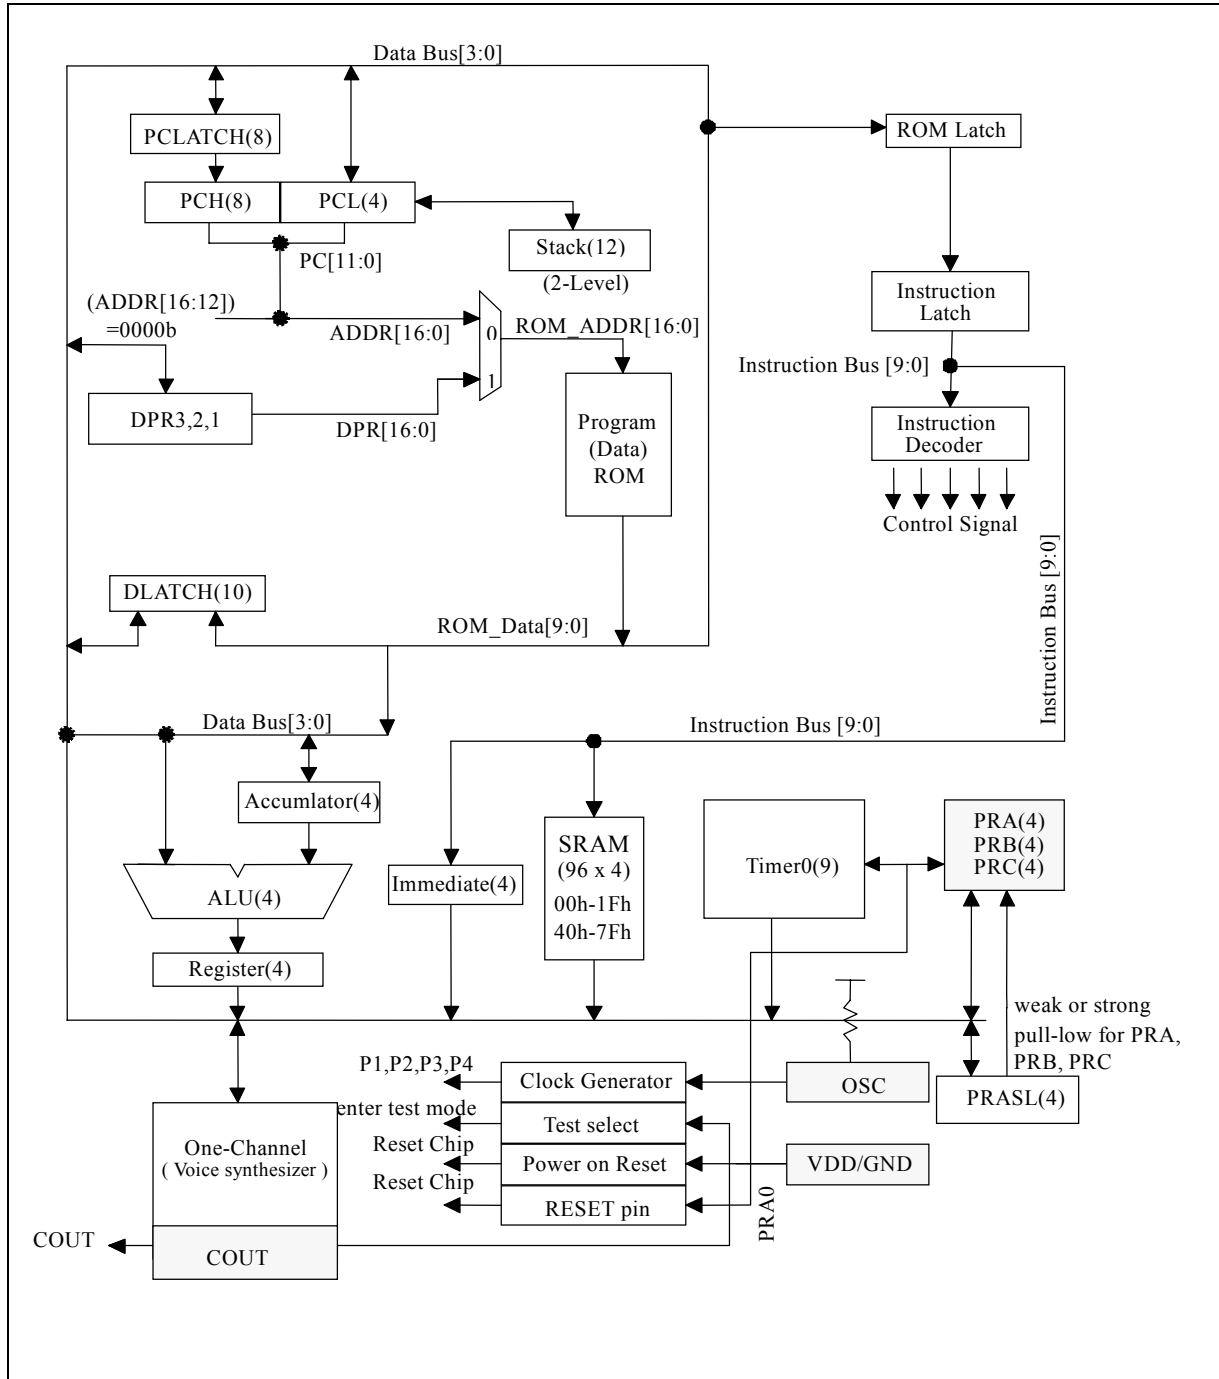 Data Bus[3:0]
PCLATCH(8)
ROM Latch
PCH(8)
PCL(4)
Stack(12)
(2-Level)
PC[11:0]
(ADDR[16:12])
=0000b
ADDR[16:0]
0
1
ROM_ADDR[16:0]
Instruction
Latch
Instruction Bus [9:0]
DPR3,2,1
DPR[16:0]
Program
(Data)
ROM
Instruction
Decoder
Control Signal
Instruction Bus [9:0]
DLATCH(10)
ROM_Data[9:0]
Data Bus[3:0]
Instruction Bus [9:0]
Accumlator(4)
ALU(4)
Register(4)
Immediate(4)
SRAM
(96 x 4)
00h-1Fh
40h-7Fh
Timer0(9)
PRA(4)
PRB(4)
PRC(4)
weak or strong
pull-low for PRA,
PRB, PRC
PRASL(4)
P1,P2,P3,P4
Clock Generator
OSC
enter test mode
Test select
Reset Chip
Power on Reset
VDD/GND
Reset Chip
RESET pin
PRA0
One-Channel
( Voice synthesizer )
COUT
COUT